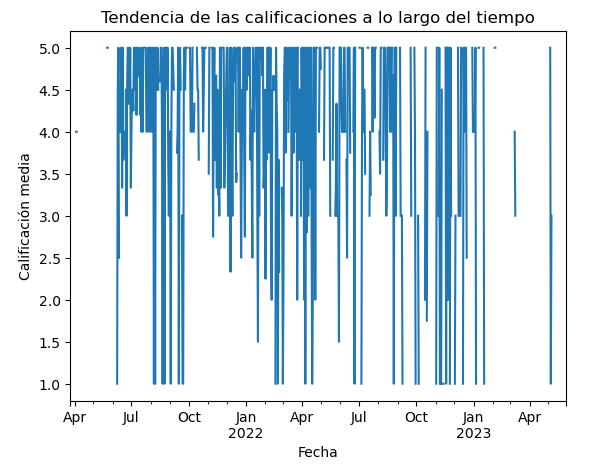 Tendencia de las calificaciones a lo largo del tiempo
5.0
4.5
4.0
3.5
3.0
2.5
2.0
1.5
1.0
Calificación media
Apr Jul Oct Jan Apr Jul Oct Jan Apr
2022 2023
Fecha